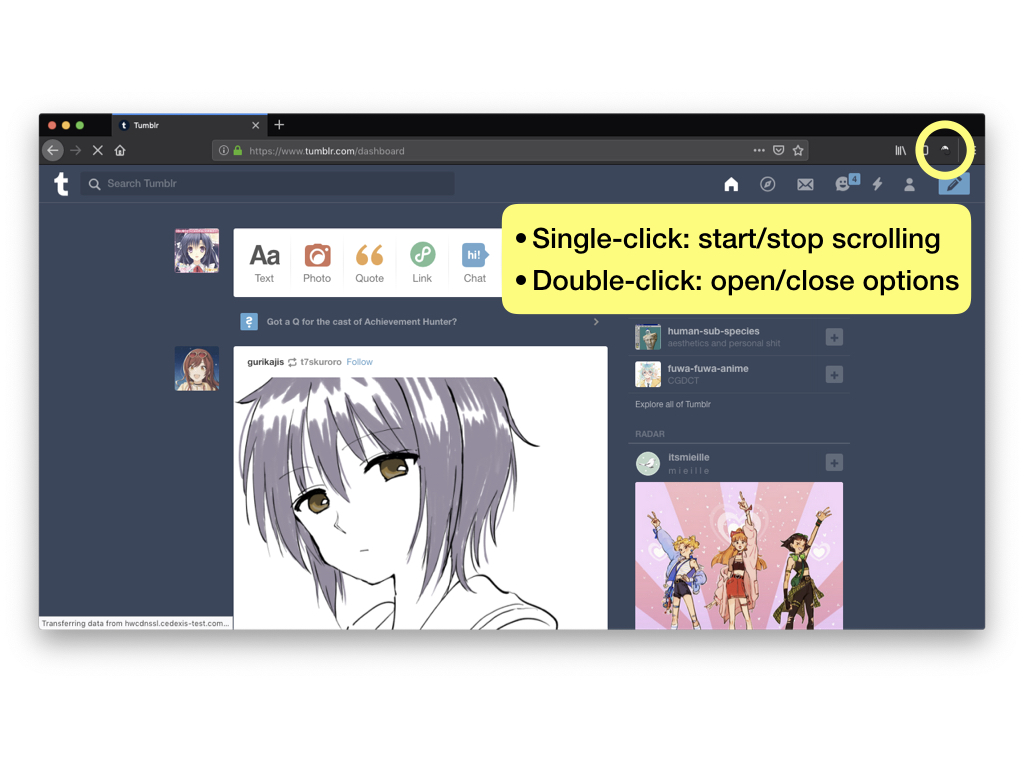 Tumblr
https://www.tumblr.com/dashboard
Search Tumblr
4
• Single-click: start/stop scrolling
• Double-click: open/close options
Aa
hi!
Text Photo Quote Link Chat
Got a Q for the cast of Achievement Hunter?
gurikajis t7skuroro Follow
human-sub-species
aesthetics and personal shit
fuwa-fuwa-anime
CGDCT
Explore all of Tumblr
RADAR
itsmieille
m i e i l l e
Transferring data from hwcdnssl.cedexis-test.com...